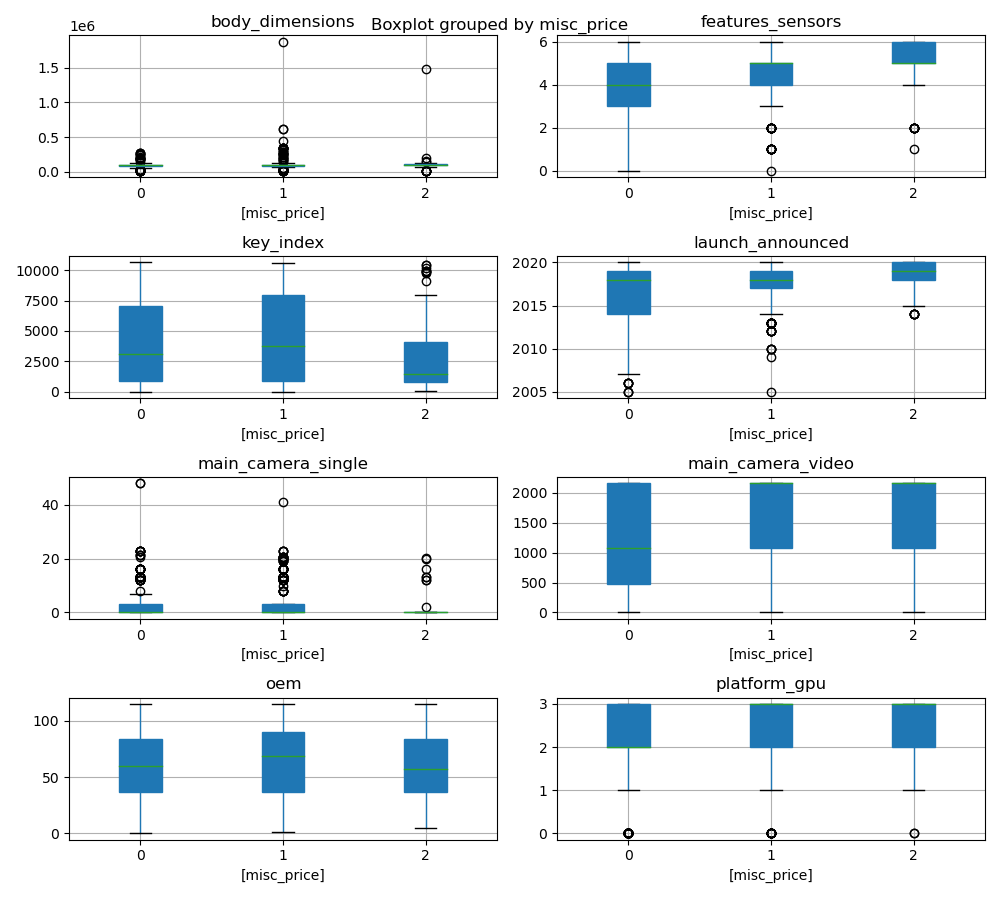 Boxplot grouped by misc_price
body_dimensions
1e6
1.5
1.0
0.5
0.0
0 1 2
[misc_price]
features_sensors
6
4
2
0
0 1 2
[misc_price]
key_index
10000
7500
5000
2500
0
0 1 2
[misc_price]
launch_announced
2020
2015
2010
2005
0 1 2
[misc_price]
main_camera_single
40
20
0
0 1 2
[misc_price]
main_camera_video
2000
1500
1000
500
0
0 1 2
[misc_price]
oem
100
50
0
0 1 2
[misc_price]
platform_gpu
3
2
1
0
0 1 2
[misc_price]